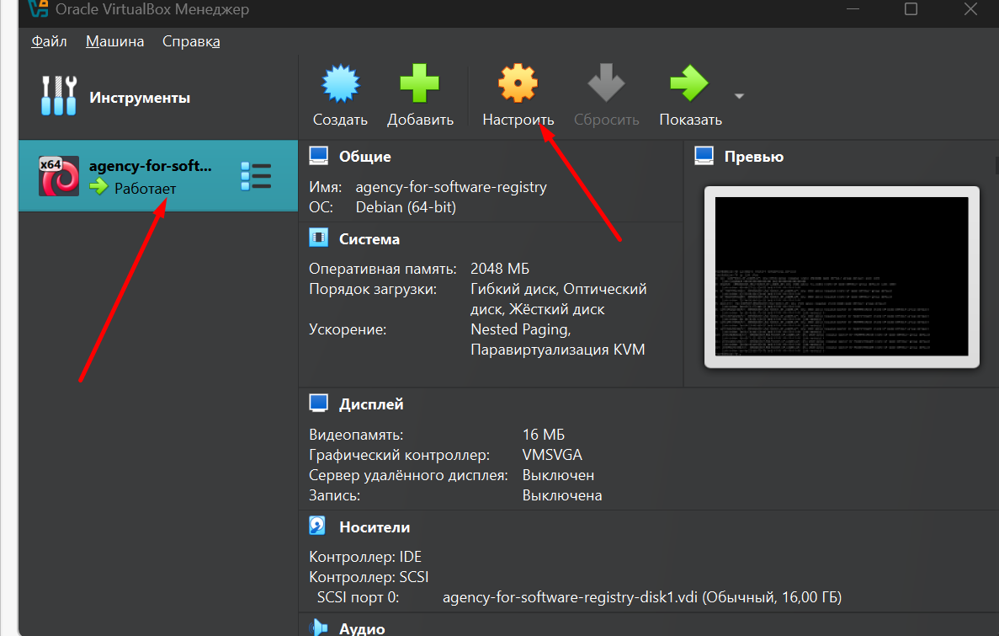 Oracle VirtualBox Менеджер
Файл Машина Справка
Инструменты
Создать Добавить Настроить Сбросить Показать
x64
agency-for-soft...
Работает
Общие
Имя: agency-for-software-registry
ОС: Debian (64-bit)
Превью
Система
Оперативная память: 2048 МБ
Порядок загрузки: Гибкий диск, Оптический
диск, Жёсткий диск
Ускорение: Nested Paging,
Паравиртуализация KVM
Дисплей
Видеопамять: 16 МБ
Графический контроллер: VMSVGA
Сервер удалённого дисплея: Выключен
Запись: Выключена
Носители
Контроллер: IDE
Контроллер: SCSI
SCSI порт 0: agency-for-software-registry-disk1.vdi (Обычный, 16,00 ГБ)
Аудио